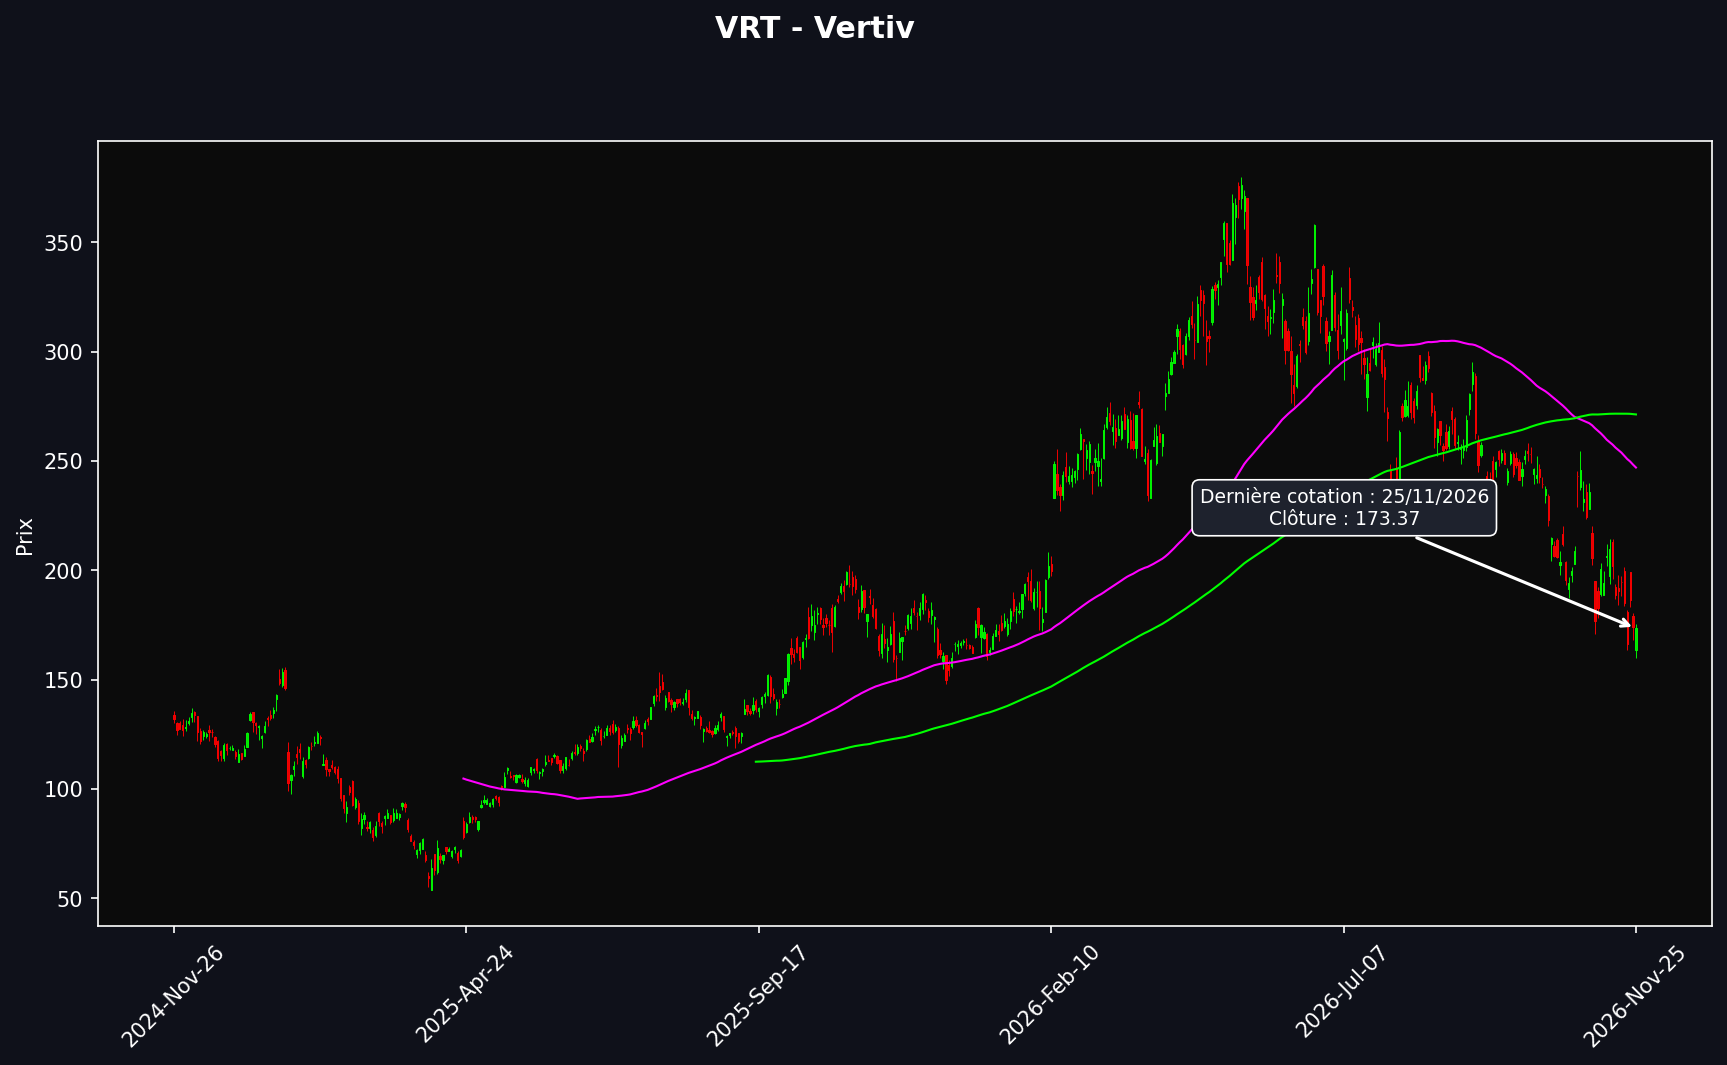 VRT - Vertiv
350
300
250
200
150
100
50
Prix
Dernière cotation : 25/11/2026
Clôture : 173.37
2024-Nov-26
2025-Apr-24
2025-Sep-17
2026-Feb-10
2026-Jul-07
2026-Nov-25